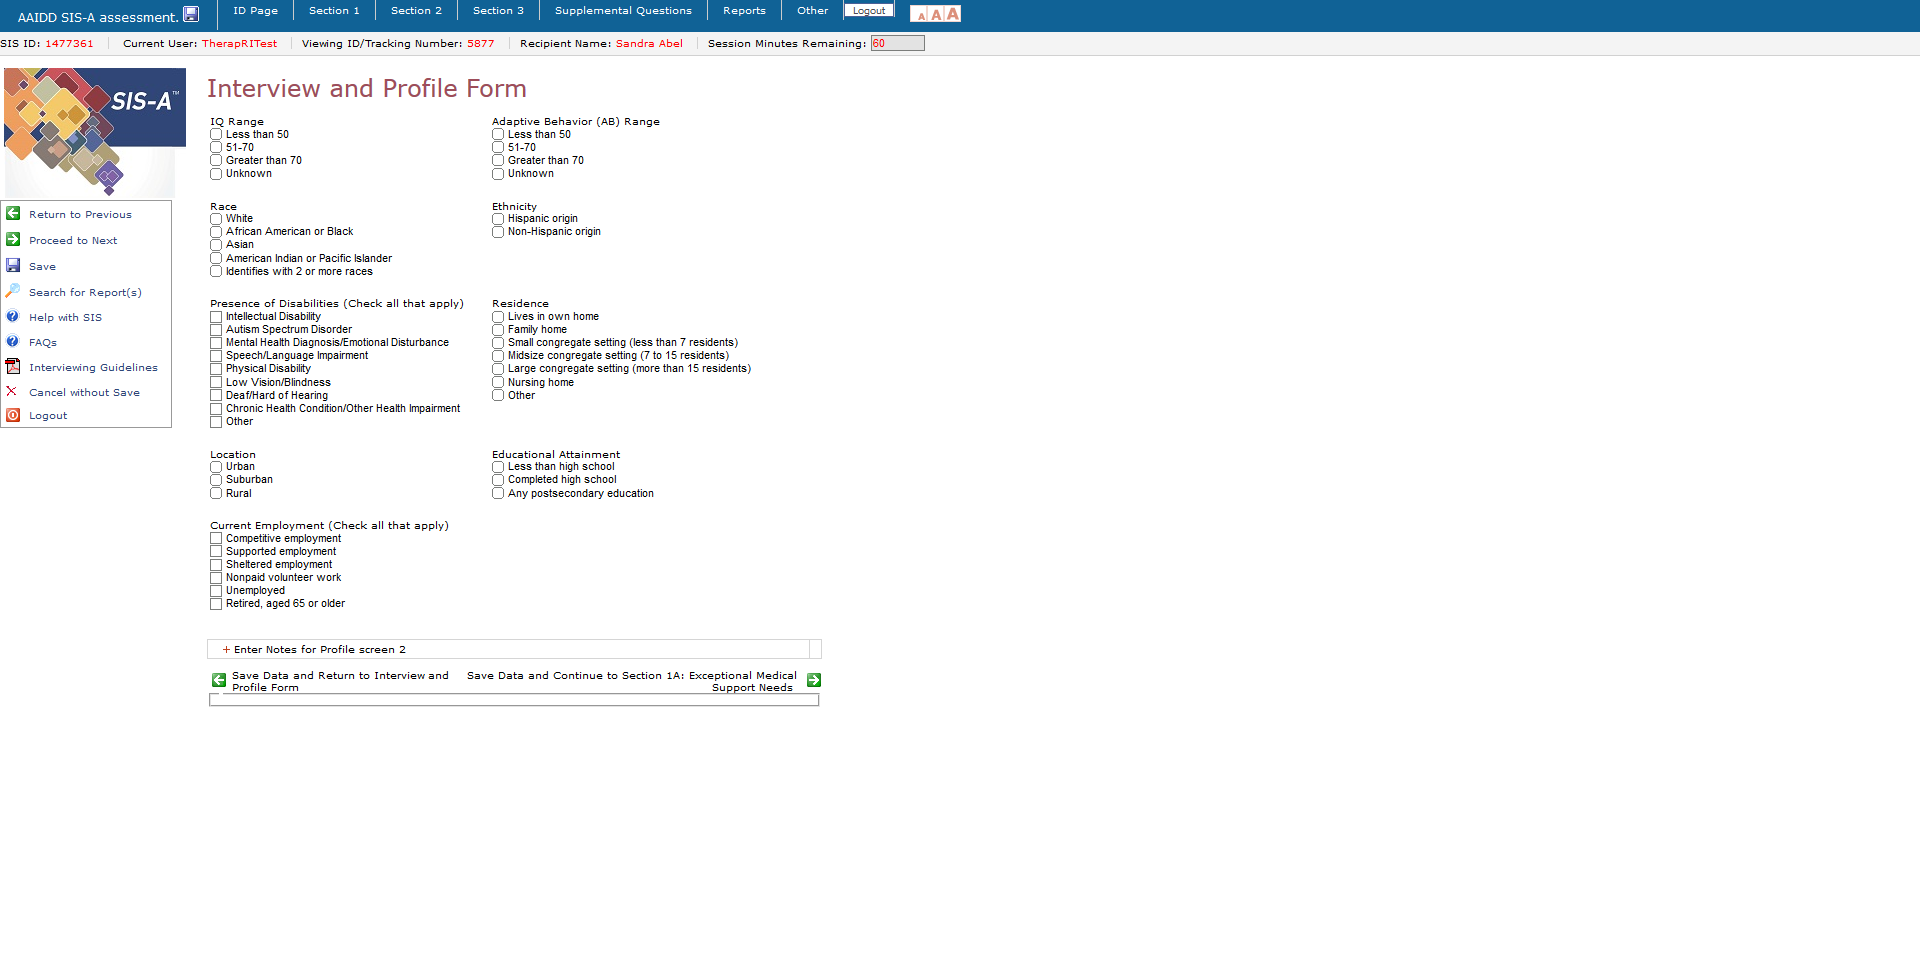 AAIDD SIS-A assessment.
ID Page Section 1 Section 2 Section 3 Supplemental Questions Reports Other Logout A A A
SIS ID: 1477361 Current User: TherapRITest Viewing ID/Tracking Number: 5877 Recipient Name: Sandra Abel Session Minutes Remaining: 60
SIS-A™
Return to Previous
Proceed to Next
Save
Search for Report(s)
Help with SIS
FAQs
Interviewing Guidelines
Cancel without Save
Logout
Interview and Profile Form
IQ Range
Less than 50
51-70
Greater than 70
Unknown
Adaptive Behavior (AB) Range
Less than 50
51-70
Greater than 70
Unknown
Race
White
African American or Black
Asian
American Indian or Pacific Islander
Identifies with 2 or more races
Ethnicity
Hispanic origin
Non-Hispanic origin
Presence of Disabilities (Check all that apply)
Intellectual Disability
Autism Spectrum Disorder
Mental Health Diagnosis/Emotional Disturbance
Speech/Language Impairment
Physical Disability
Low Vision/Blindness
Deaf/Hard of Hearing
Chronic Health Condition/Other Health Impairment
Other
Residence
Lives in own home
Family home
Small congregate setting (less than 7 residents)
Midsize congregate setting (7 to 15 residents)
Large congregate setting (more than 15 residents)
Nursing home
Other
Location
Urban
Suburban
Rural
Educational Attainment
Less than high school
Completed high school
Any postsecondary education
Current Employment (Check all that apply)
Competitive employment
Supported employment
Sheltered employment
Nonpaid volunteer work
Unemployed
Retired, aged 65 or older
+ Enter Notes for Profile screen 2
Save Data and Return to Interview and
Profile Form
Save Data and Continue to Section 1A: Exceptional Medical
Support Needs